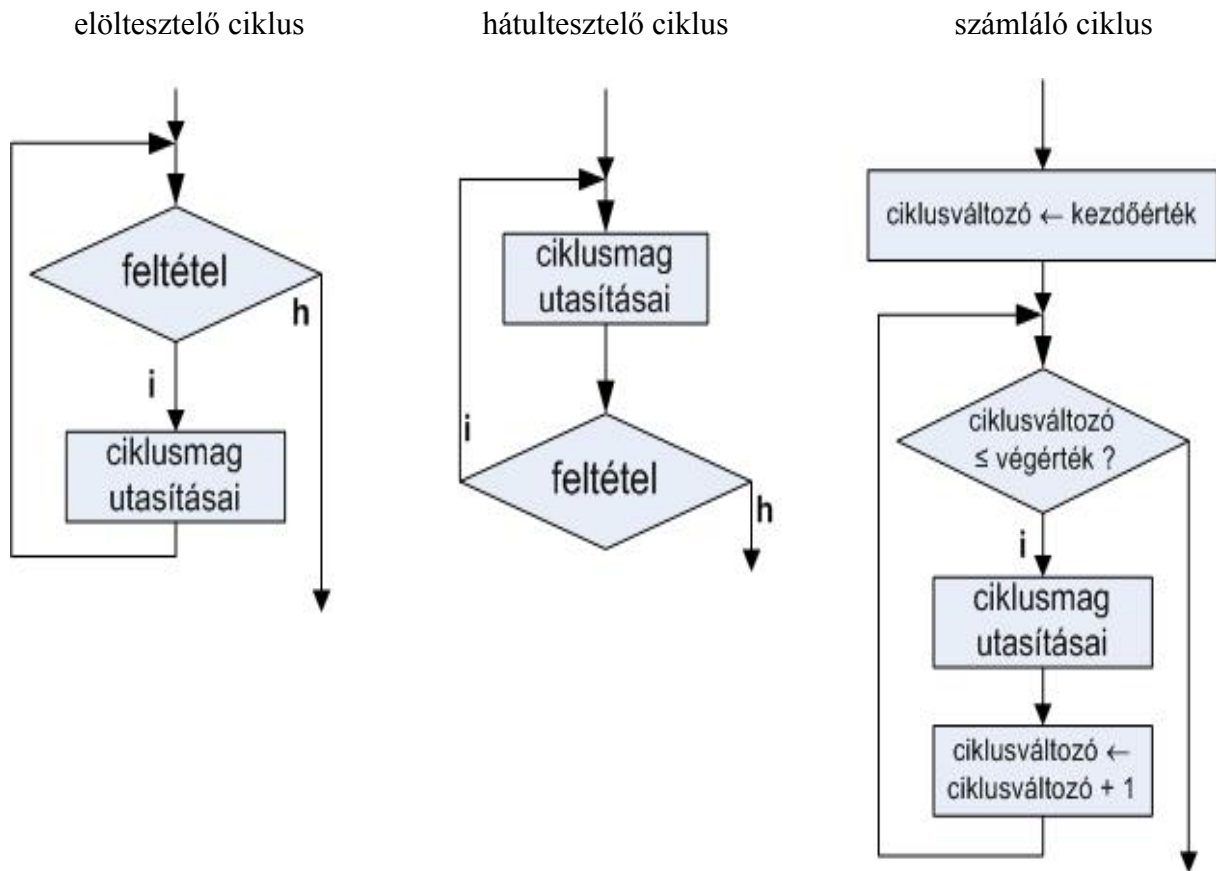 elöltesztelő ciklus
feltétel
h
i
ciklusmag
utasításai
hátultesztelő ciklus
ciklusmag
utasításai
i
feltétel
h
számláló ciklus
ciklusváltozó ← kezdőérték
ciklusváltozó
≤ végérték ?
i
ciklusmag
utasításai
ciklusváltozó ←
ciklusváltozó + 1